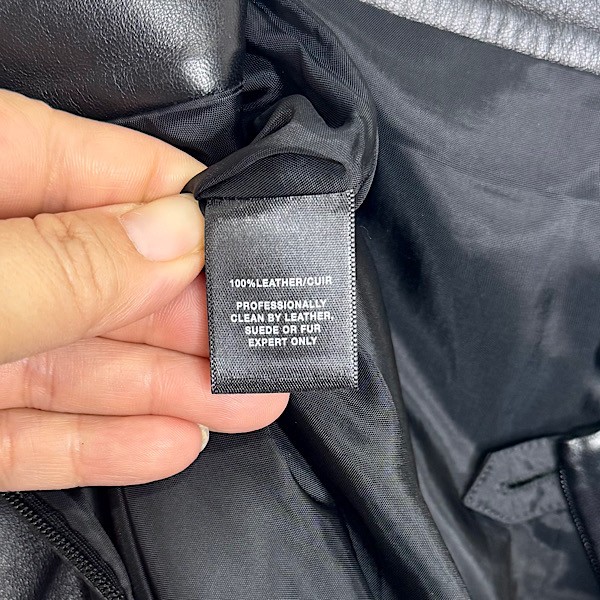 100%LEATHER/CUIR
PROFESSIONALLY
CLEAN BY LEATHER,
SUEDE OR FUR
EXPERT ONLY